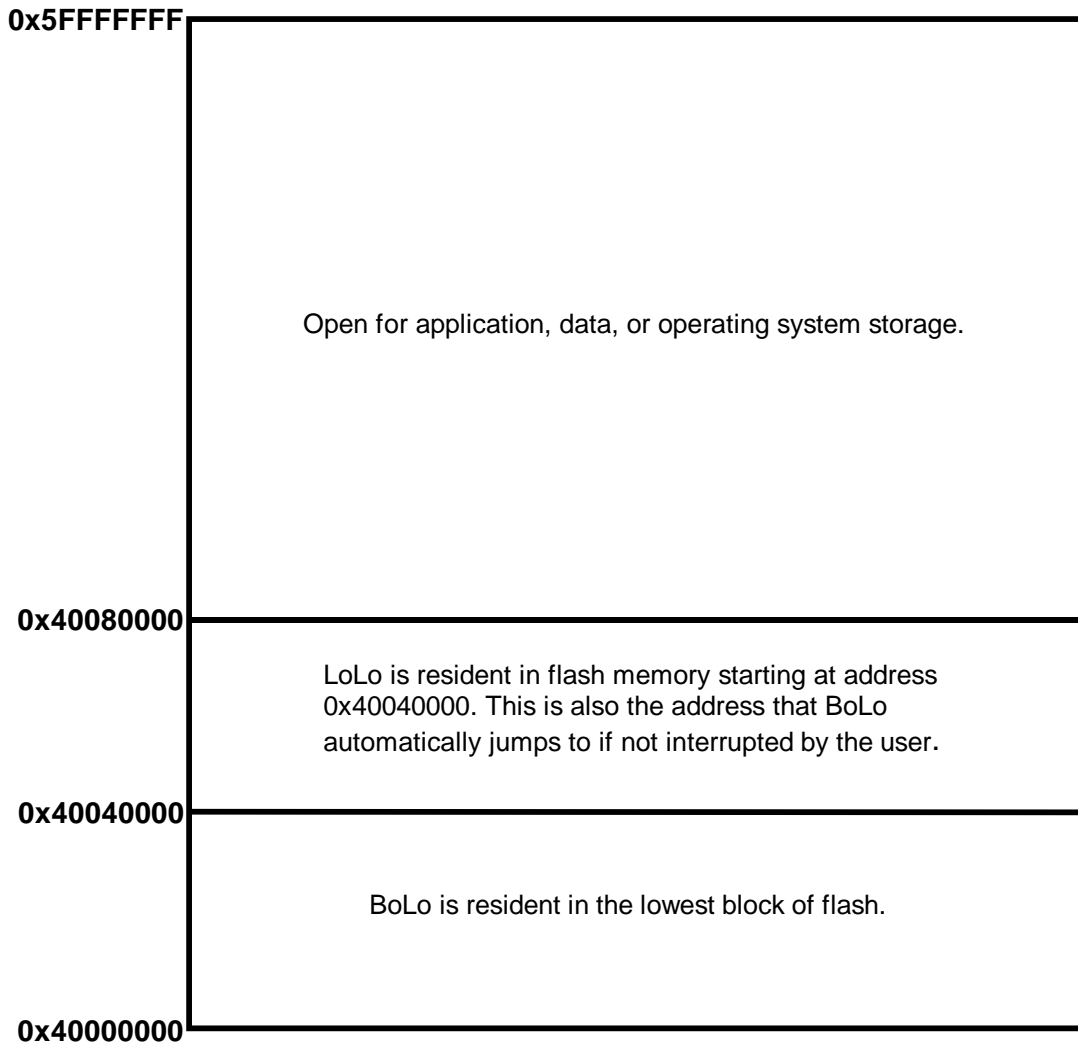 0x5FFFFFFF
Open for application, data, or operating system storage.
0x40080000
LoLo is resident in flash memory starting at address
0x40040000. This is also the address that BoLo
automatically jumps to if not interrupted by the user.
0x40040000
BoLo is resident in the lowest block of flash.
0x40000000